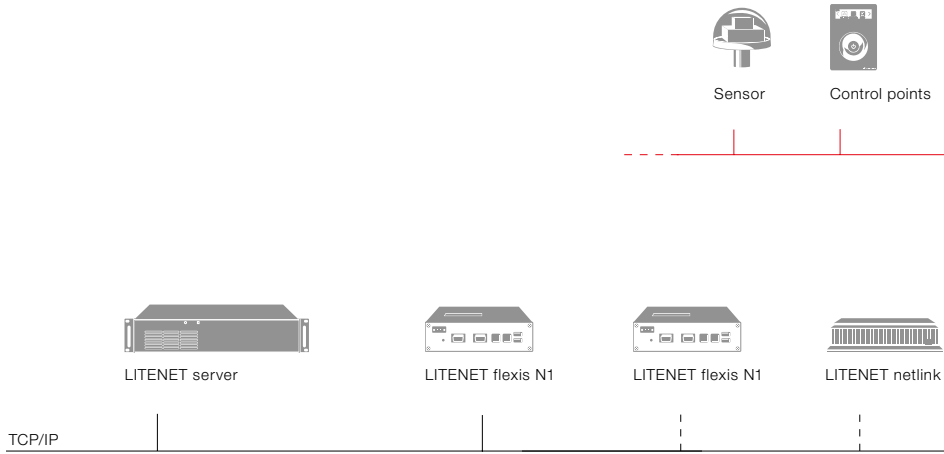 Sensor
Control points
LITENET server
LITENET flexis N1
LITENET flexis N1
LITENET netlink
TCP/IP